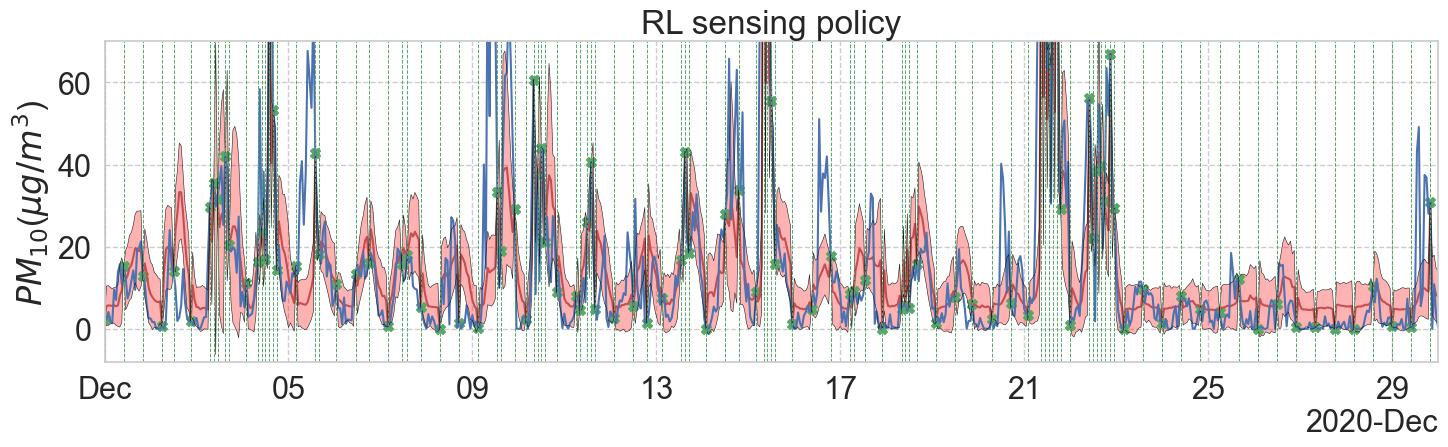 RL sensing policy
PM₁₀(μg/m³)
60
40
20
0
Dec 05 09 13 17 21 25 29
2020-Dec